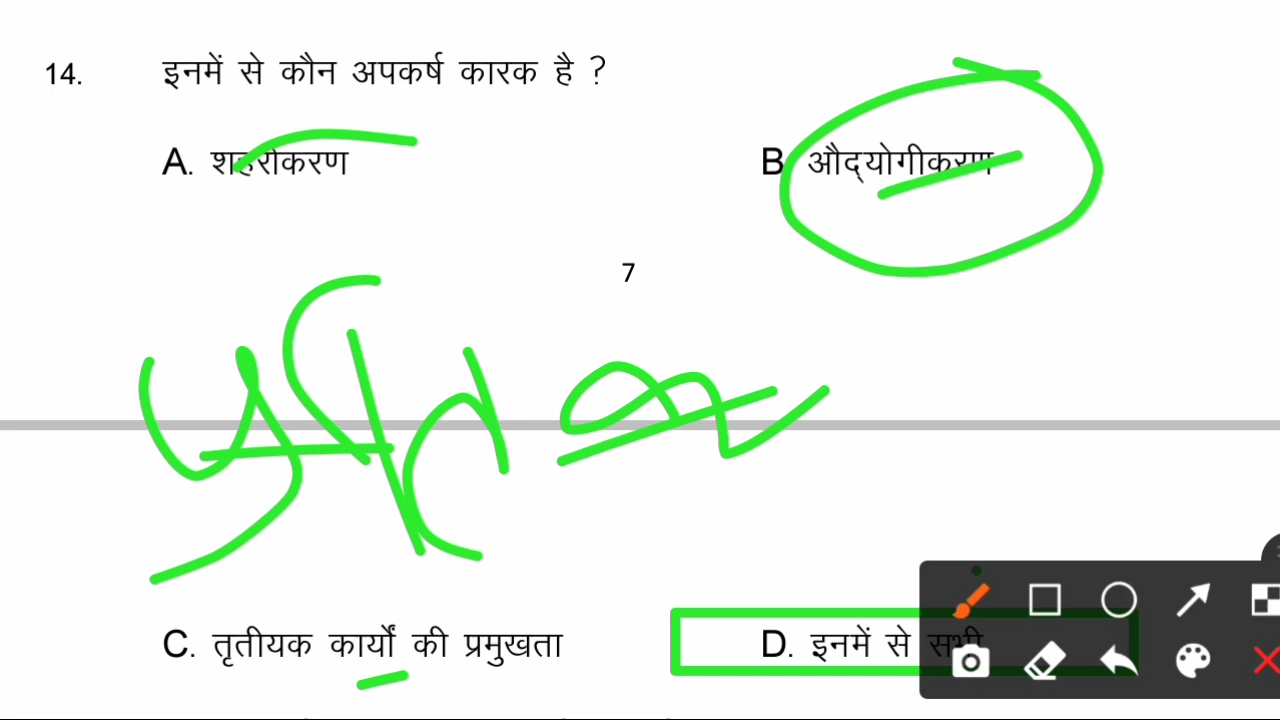 14. इनमें से कौन अपकर्ष कारक है ?
A. शहरीकरण B. औद्योगीकरण
7
C. तृतीयक कार्यो की प्रमुखता D. इनमें से सभी